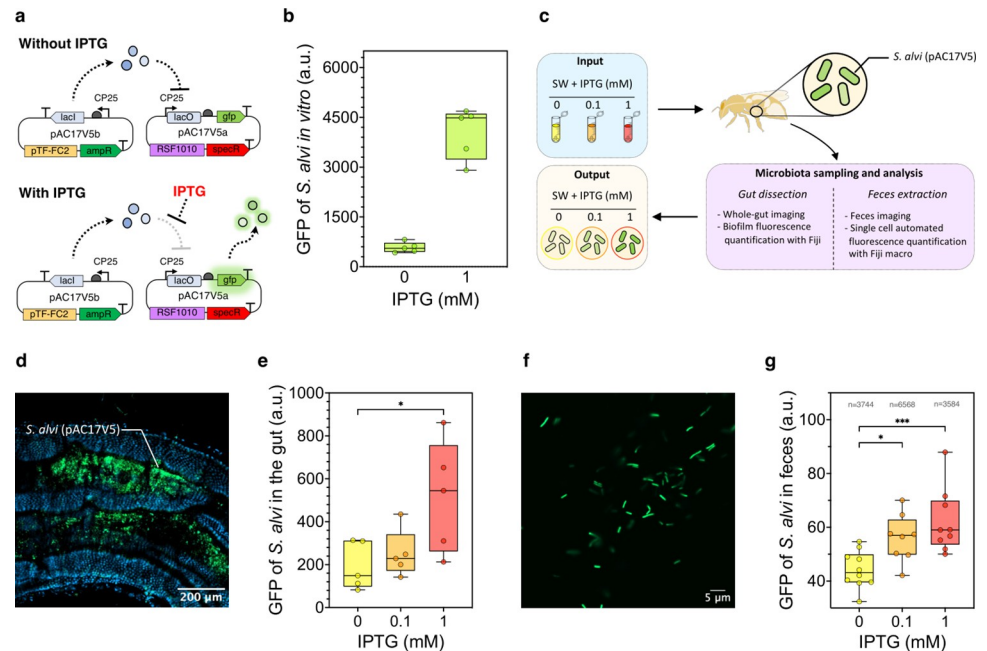 a
Without IPTG
CP25
CP25
lacI
lacO
gfp
pAC17V5b
pAC17V5a
pTF-FC2
ampR
RSF1010
specR
With IPTG
IPTG
CP25
CP25
lacI
lacO
gfp
pAC17V5b
pAC17V5a
pTF-FC2
ampR
RSF1010
specR
b
GFP of S. alvi in vitro (a.u.)
6000
4500
3000
1500
0
0 1
IPTG (mM)
c
Input
SW + IPTG (mM)
0 0.1 1
S. alvi (pAC17V5)
Output
SW + IPTG (mM)
0 0.1 1
Microbiota sampling and analysis
Gut dissection
- Whole-gut imaging
- Biofilm fluorescence
quantification with Fiji
Feces extraction
- Feces imaging
- Single cell automated
fluorescence quantification
with Fiji macro
d
S. alvi (pAC17V5)
200 µm
e
GFP of S. alvi in the gut (a.u.)
1000
800
600
400
200
0
*
0 0.1 1
IPTG (mM)
f
5 µm
g
GFP of S. alvi in feces (a.u.)
100
80
60
40
n=3744 n=6568 n=3584
***
*
0 0.1 1
IPTG (mM)